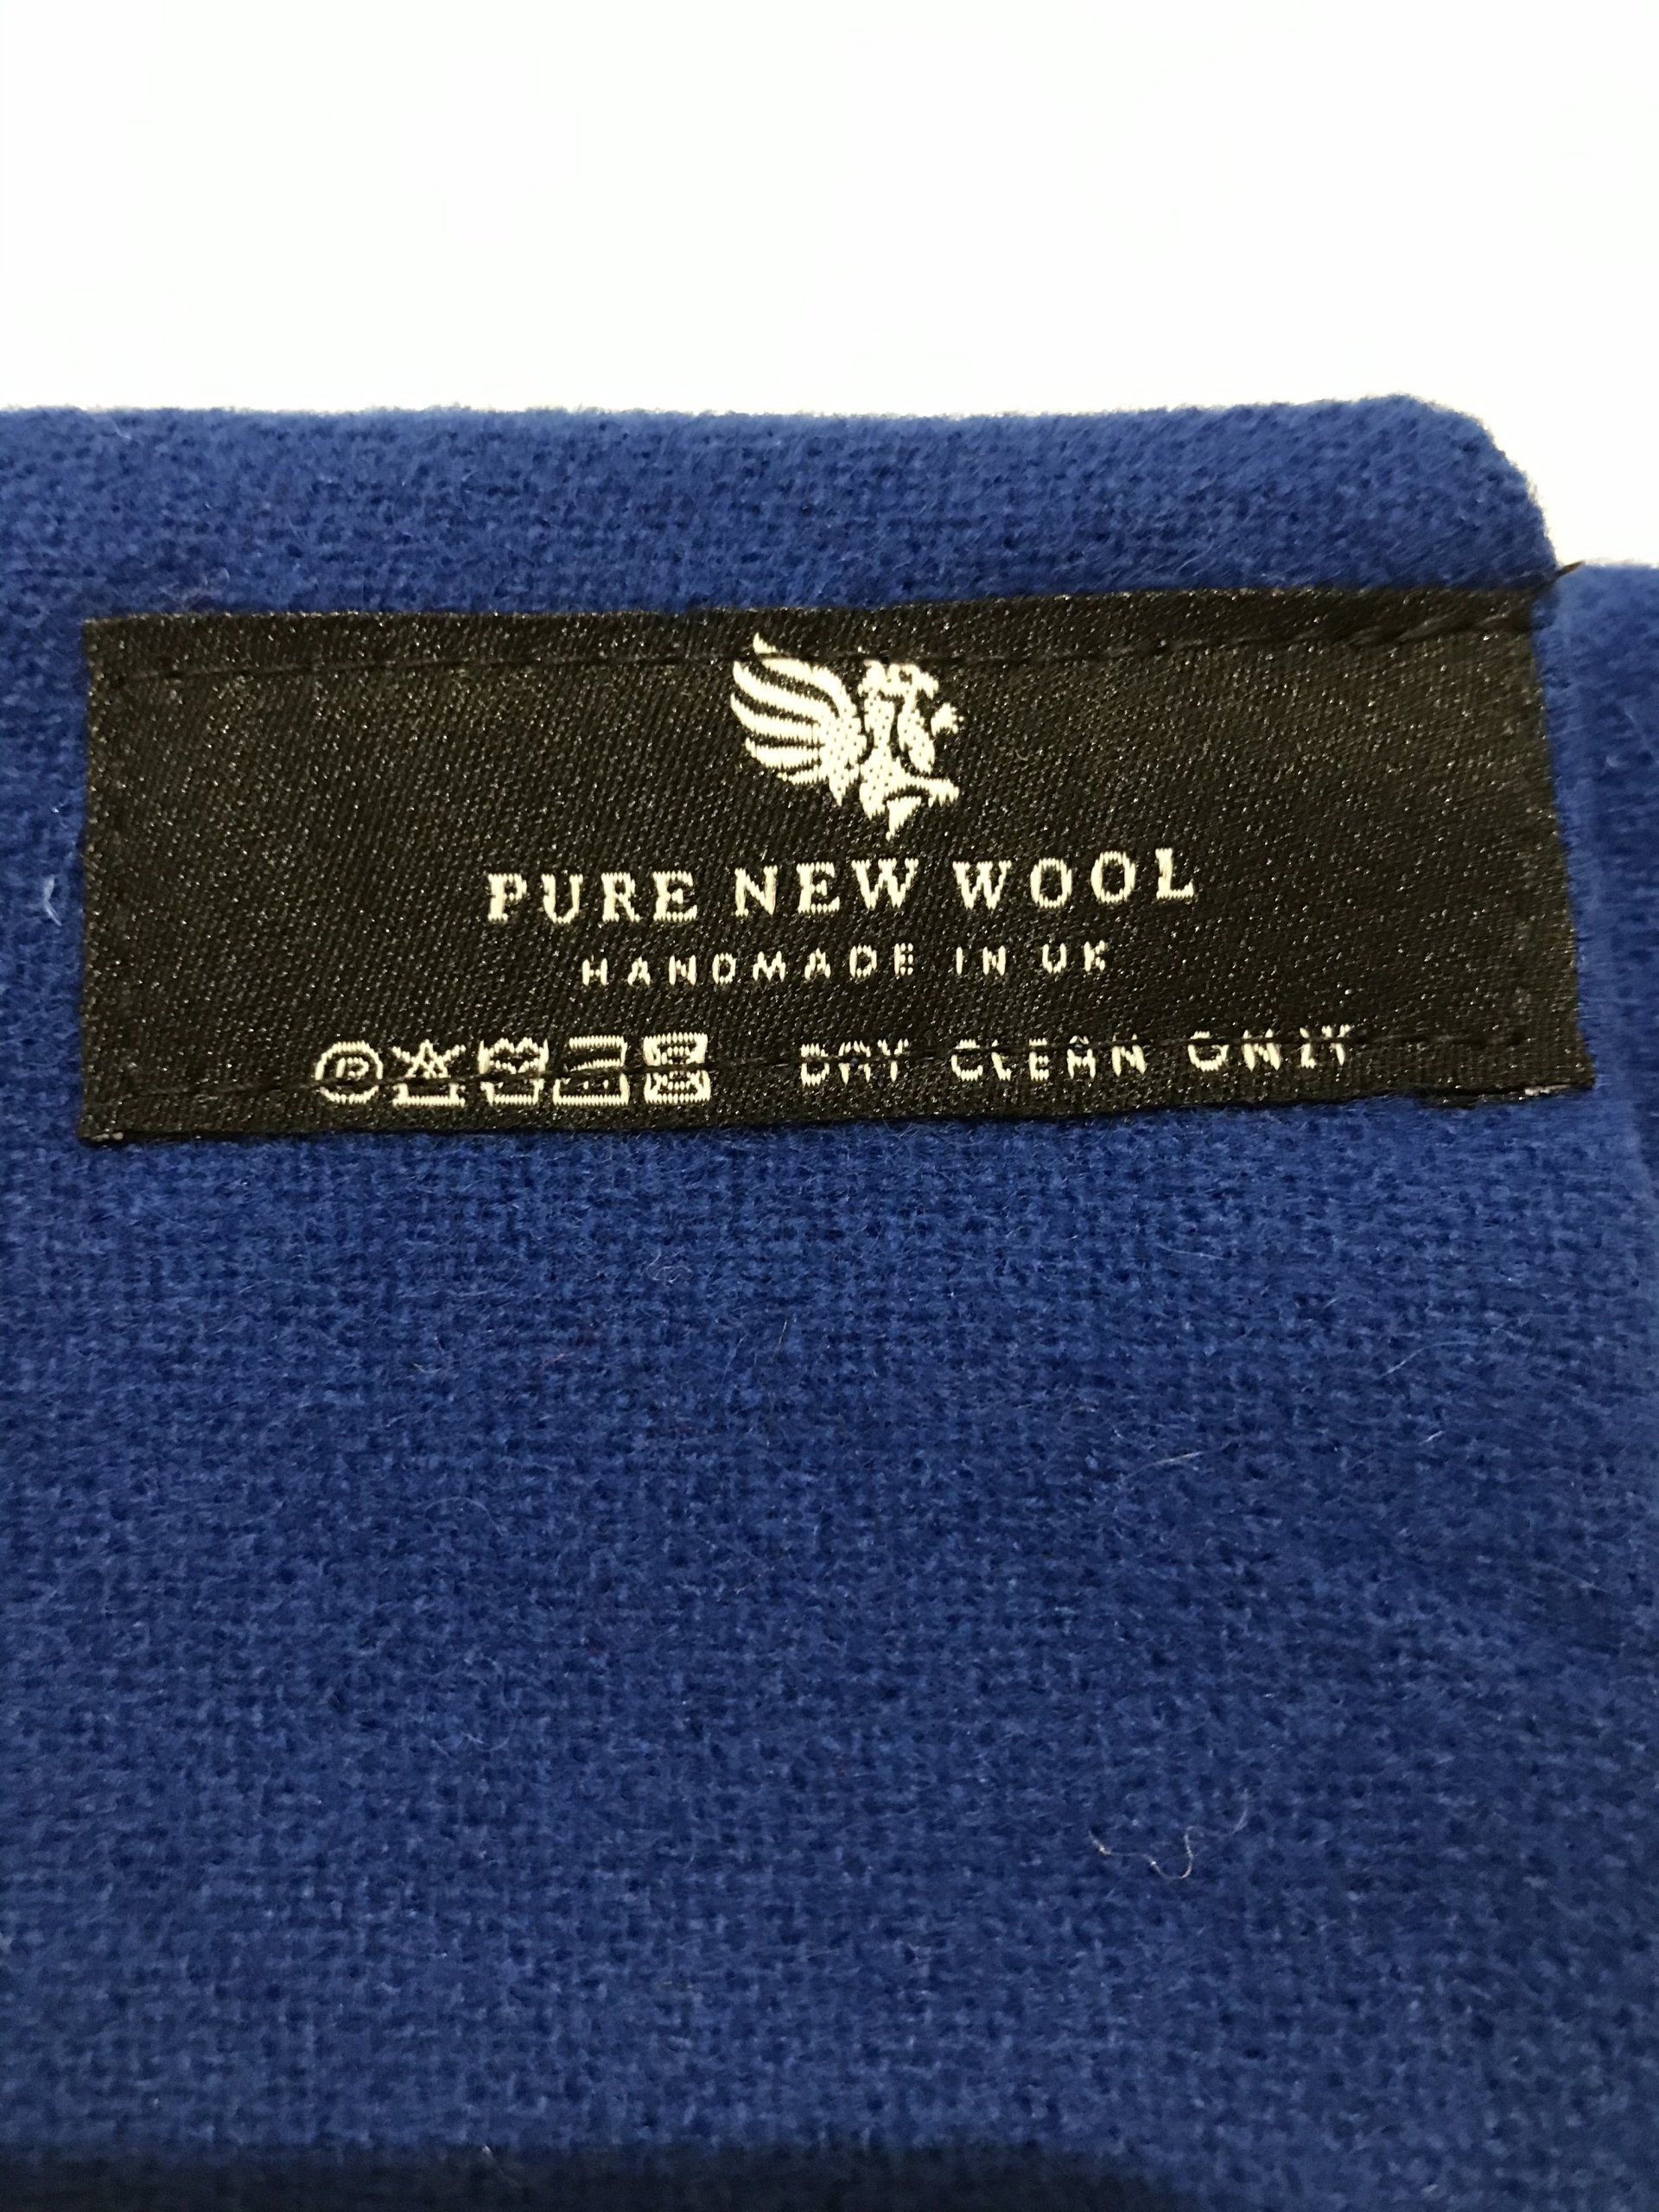 PURE NEW WOOL
HANDMADE IN UK
P DRY CLEAN ONLY